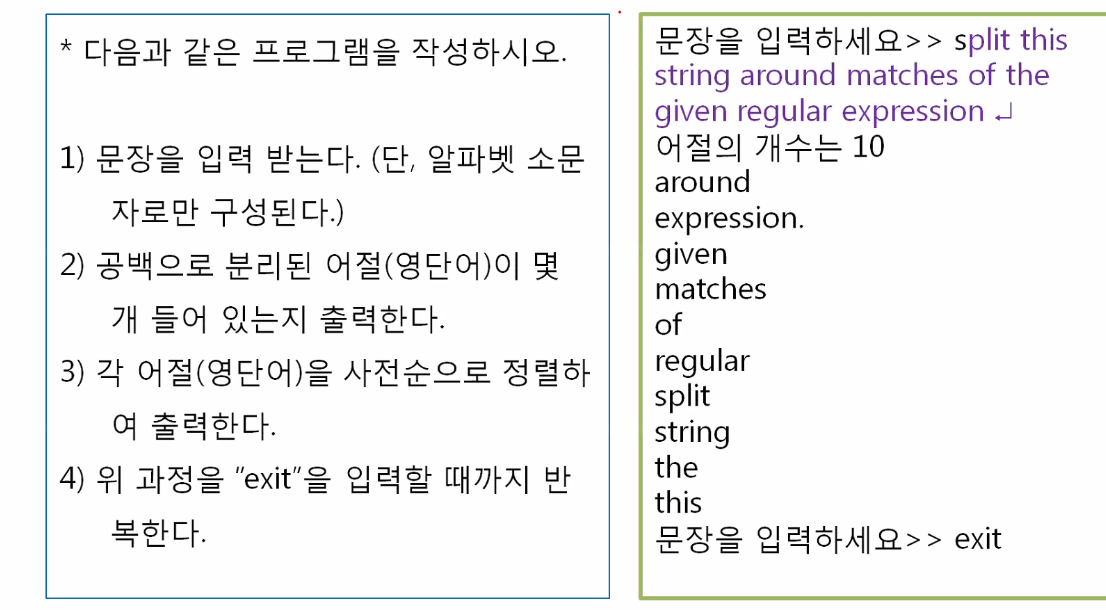 * 다음과 같은 프로그램을 작성하시오.
1) 문장을 입력 받는다. (단, 알파벳 소문
자로만 구성된다.)
2) 공백으로 분리된 어절(영단어)이 몇
개 들어 있는지 출력한다.
3) 각 어절(영단어)을 사전순으로 정렬하
여 출력한다.
4) 위 과정을 "exit"을 입력할 때까지 반
복한다.
문장을 입력하세요>> split this
string around matches of the
given regular expression ↵
어절의 개수는 10
around
expression.
given
matches
of
regular
split
string
the
this
문장을 입력하세요>> exit